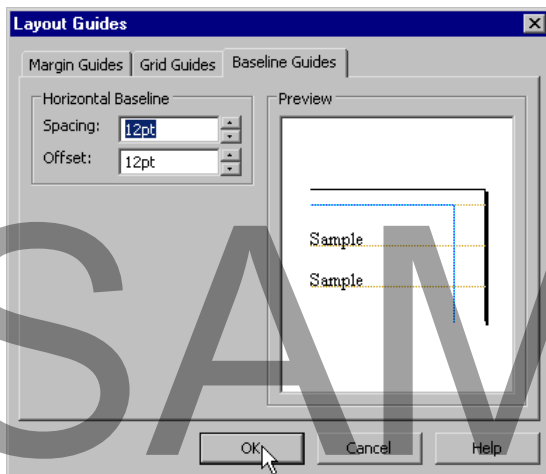 Layout Guides
Margin Guides Grid Guides Baseline Guides
Horizontal Baseline
Spacing: 12pt
Offset: 12pt
Preview
Sample
Sample
OK Cancel Help
SAM